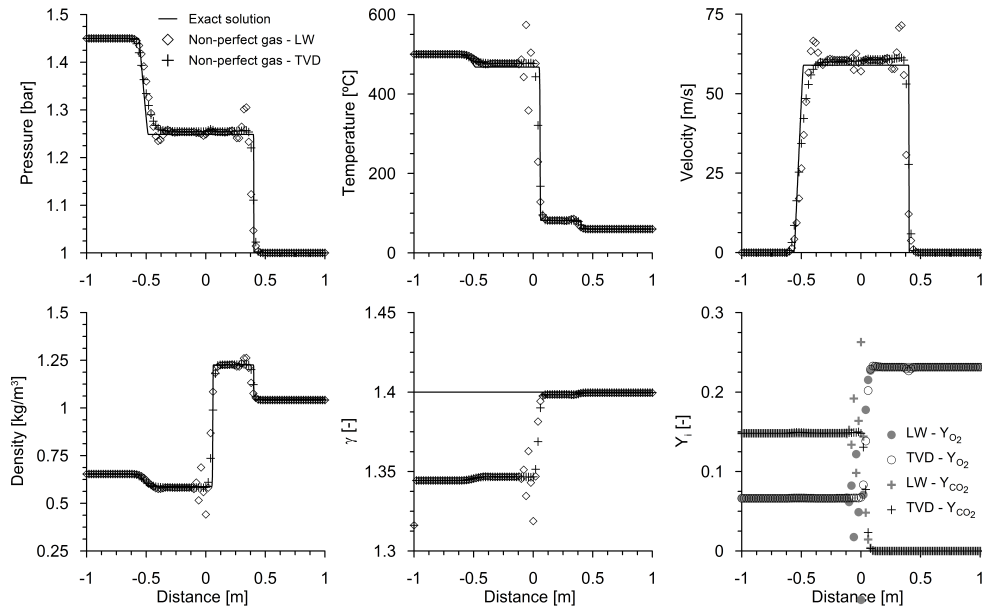 1.5
1.4
1.3
1.2
1.1
1
Pressure [bar]
-1 -0.5 0 0.5 1
Exact solution
Non-perfect gas - LW
Non-perfect gas - TVD
600
400
200
0
Temperature [ºC]
-1 -0.5 0 0.5 1
75
50
25
0
Velocity [m/s]
-1 -0.5 0 0.5 1
1.5
1.25
1
0.75
0.5
0.25
Density [kg/m³]
-1 -0.5 0 0.5 1
Distance [m]
1.45
1.4
1.35
1.3
γ [-]
-1 -0.5 0 0.5 1
Distance [m]
0.3
0.2
0.1
0
Yᵢ [-]
LW - Y_O₂
TVD - Y_O₂
LW - Y_CO₂
TVD - Y_CO₂
-1 -0.5 0 0.5 1
Distance [m]